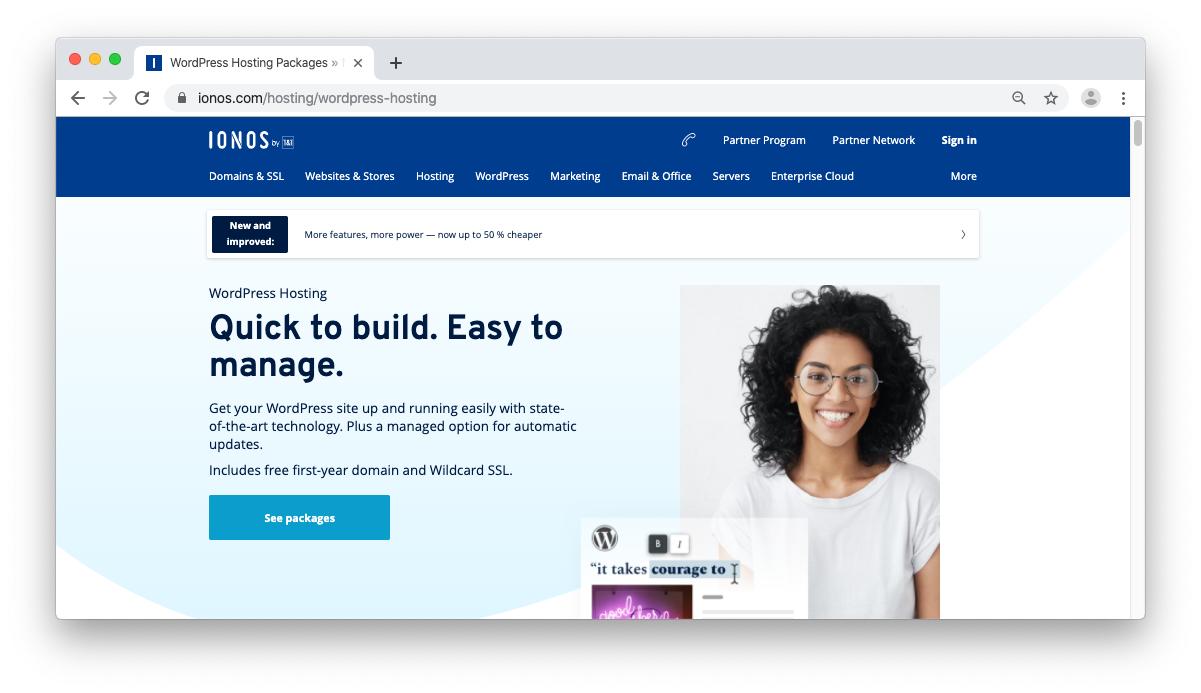 WordPress Hosting Packages »
ionos.com/hosting/wordpress-hosting
IONOS by 1&1
Partner Program Partner Network Sign in
Domains & SSL Websites & Stores Hosting WordPress Marketing Email & Office Servers Enterprise Cloud More
New and
improved:
More features, more power — now up to 50 % cheaper
WordPress Hosting
Quick to build. Easy to
manage.
Get your WordPress site up and running easily with state-
of-the-art technology. Plus a managed option for automatic
updates.
Includes free first-year domain and Wildcard SSL.
See packages
B I
“it takes courage to
good